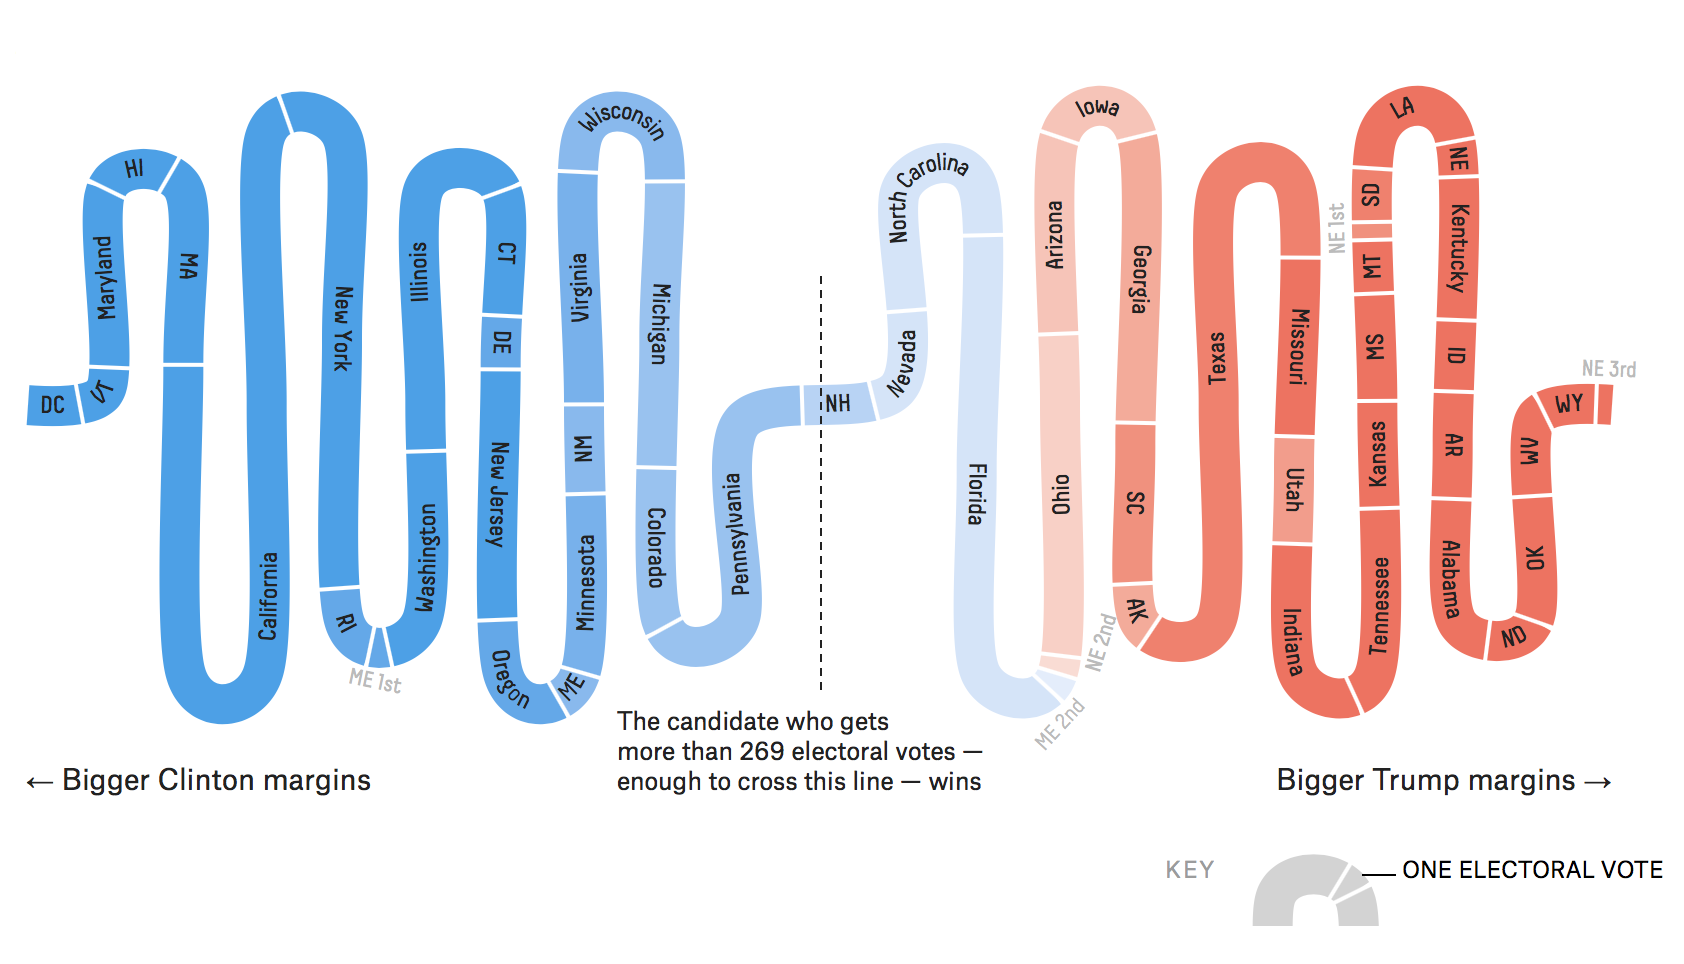 DC
VT
Maryland
HI
MA
California
New York
RI
ME 1st
Washington
Illinois
CT
DE
New Jersey
Oregon
ME
Minnesota
NM
Virginia
Wisconsin
Michigan
Colorado
Pennsylvania
NH
Nevada
North Carolina
Florida
ME 2nd
NE 2nd
Ohio
Arizona
Iowa
Georgia
SC
AK
Texas
Missouri
Utah
Indiana
Tennessee
Kansas
MS
MT
NE 1st
SD
LA
NE
Kentucky
ID
AR
Alabama
ND
OK
WV
WY
NE 3rd
The candidate who gets
more than 269 electoral votes —
enough to cross this line — wins
← Bigger Clinton margins
Bigger Trump margins →
KEY
ONE ELECTORAL VOTE